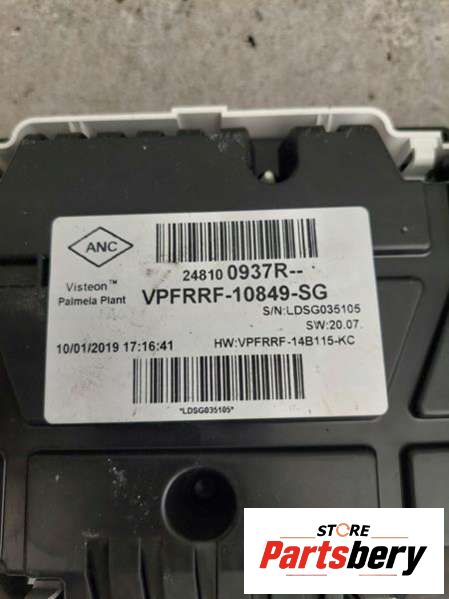 ANC
24810 0937R--
Visteon™
Palmela Plant
VPFRRF-10849-SG
S/N:LDSG035105
SW:20.07.
10/01/2019 17:16:41
HW:VPFRRF-14B115-KC
*LDSG035105*
STORE
Partsbery